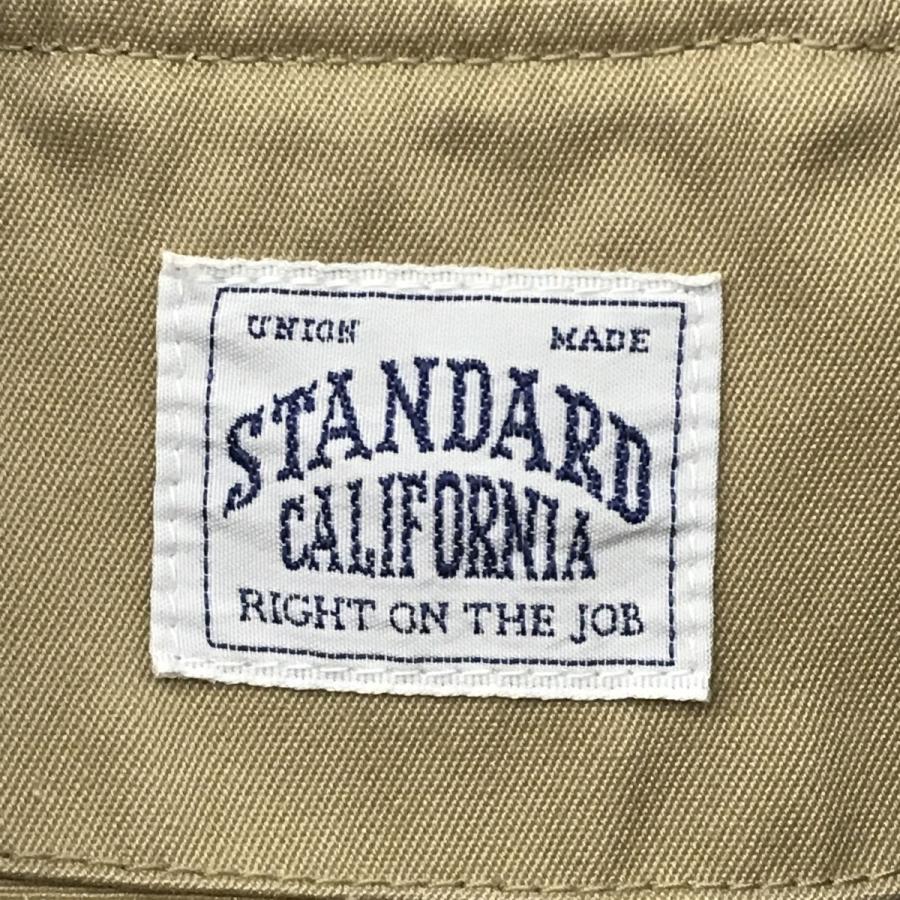 UNION MADE
STANDARD
CALIFORNIA
RIGHT ON THE JOB